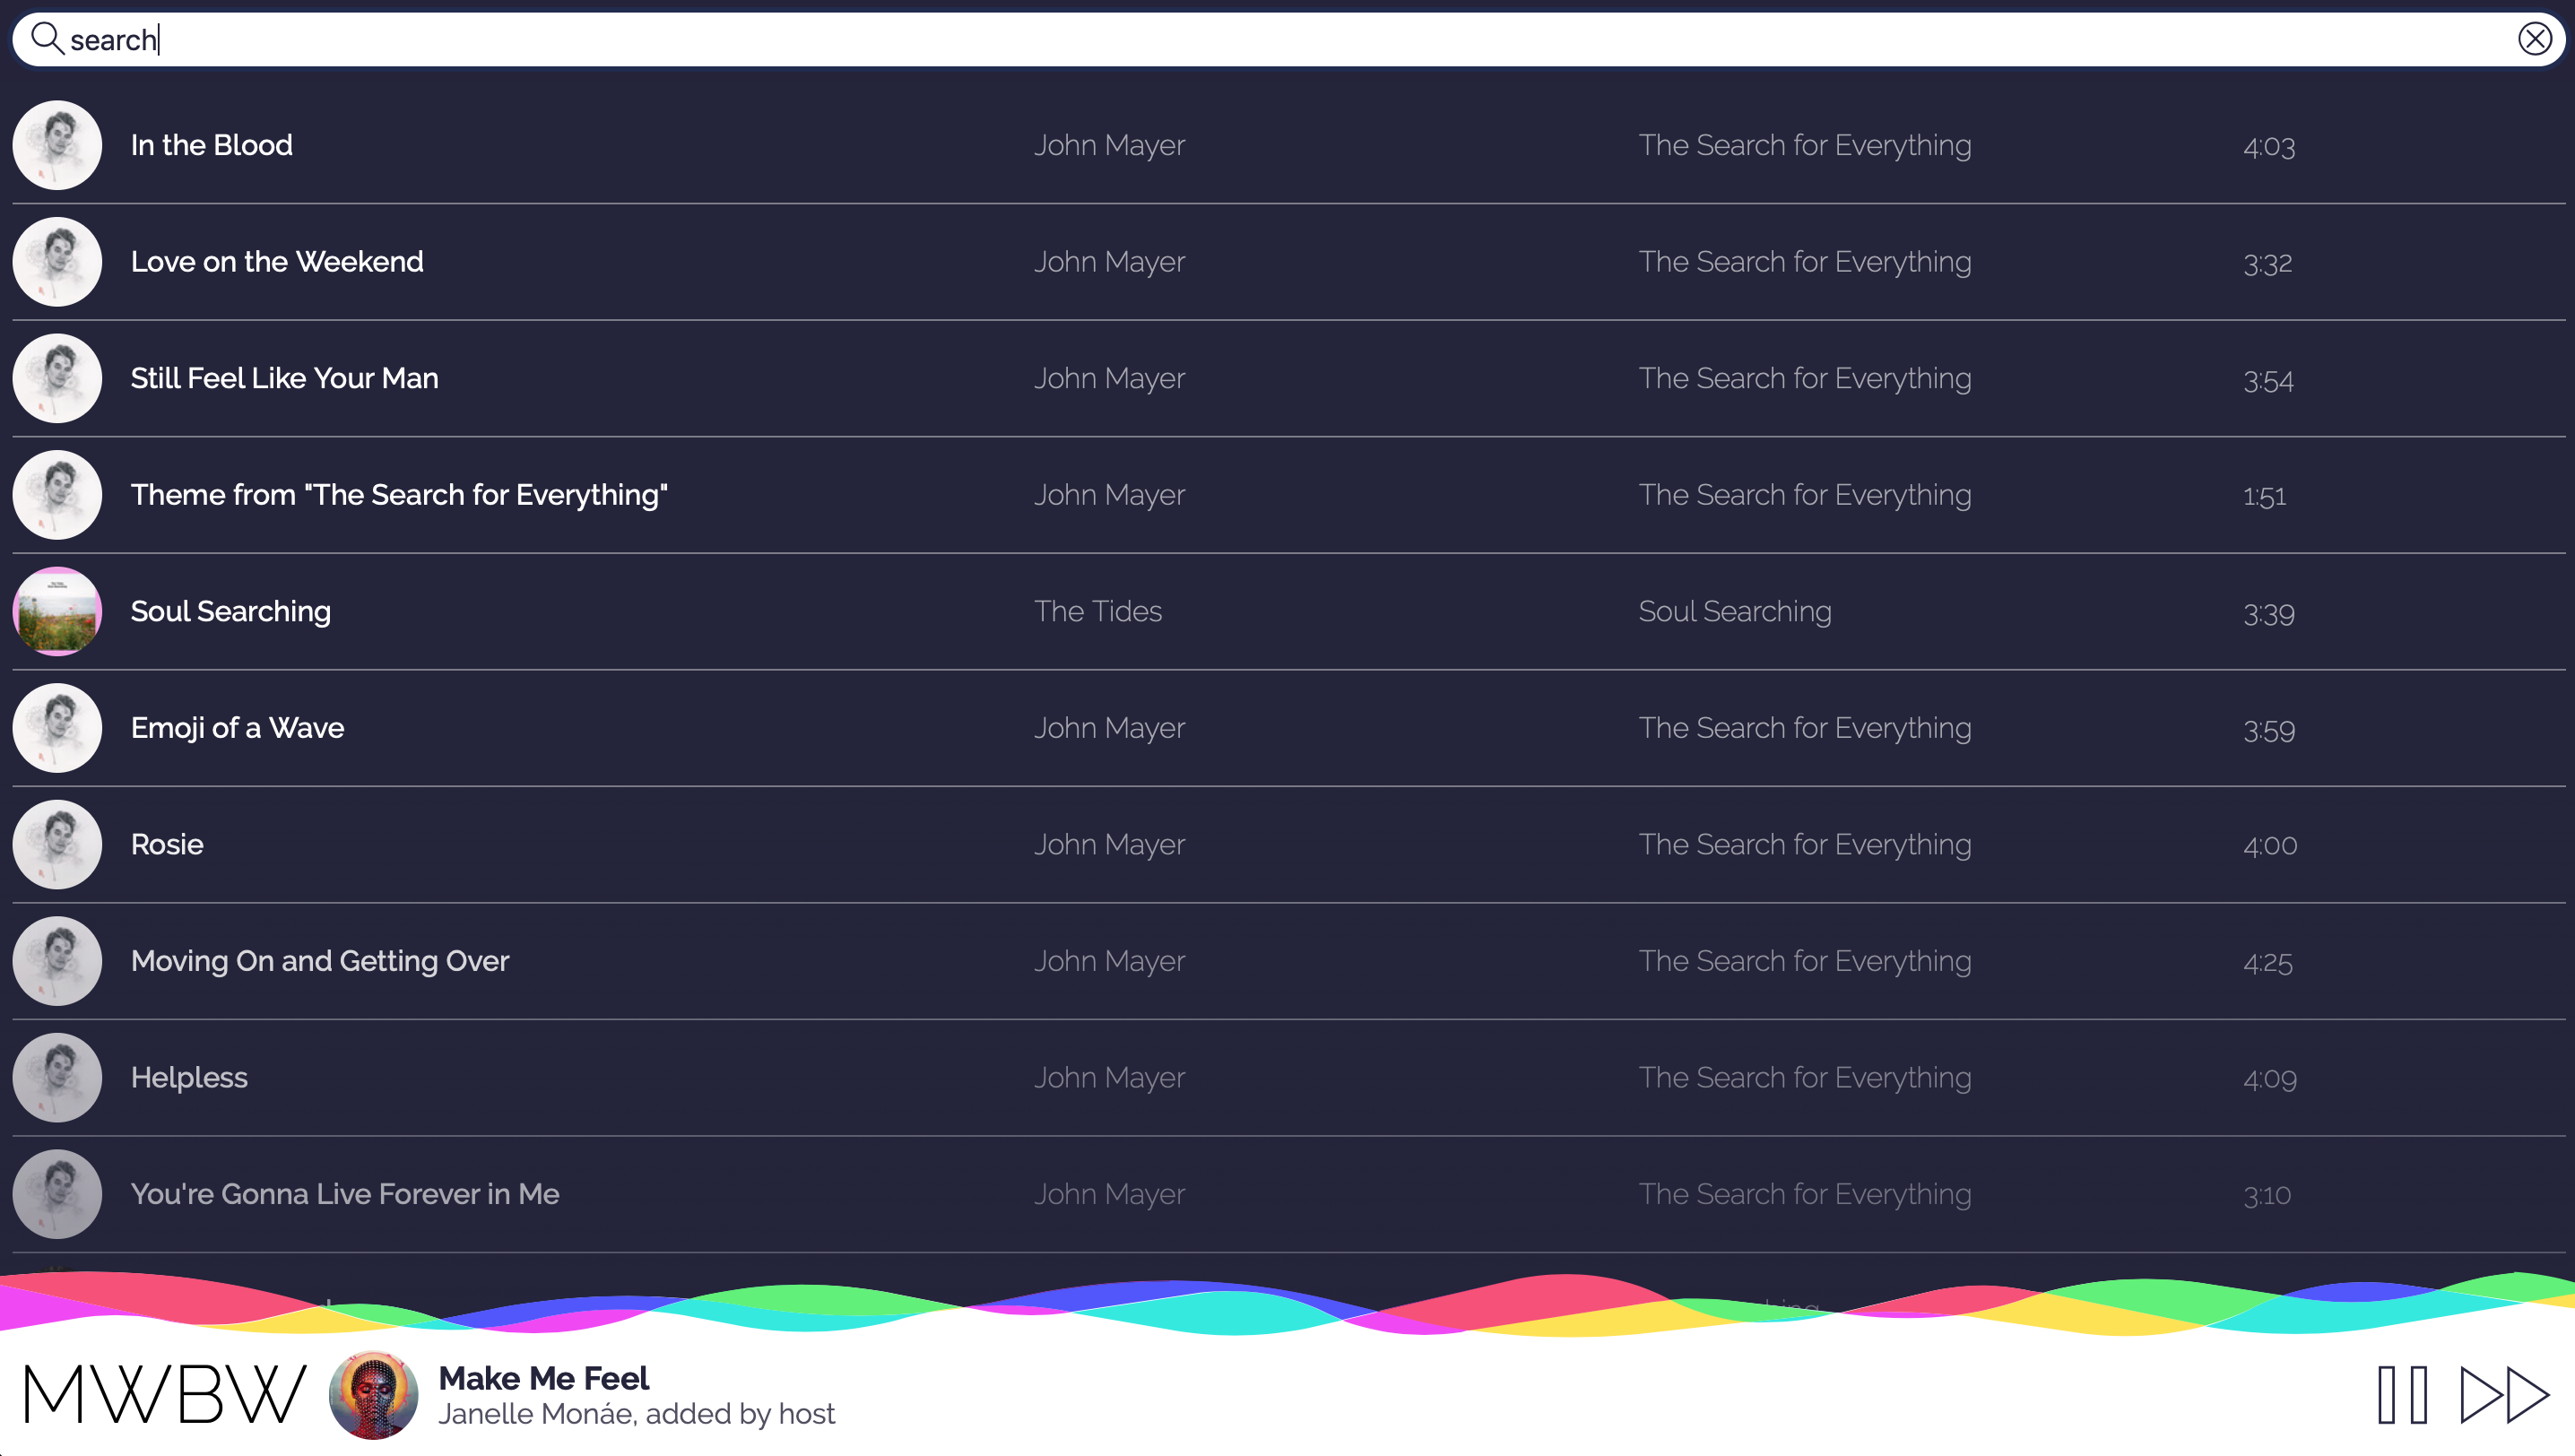 search
In the Blood John Mayer The Search for Everything 4:03
Love on the Weekend John Mayer The Search for Everything 3:32
Still Feel Like Your Man John Mayer The Search for Everything 3:54
Theme from "The Search for Everything" John Mayer The Search for Everything 1:51
Soul Searching The Tides Soul Searching 3:39
Emoji of a Wave John Mayer The Search for Everything 3:59
Rosie John Mayer The Search for Everything 4:00
Moving On and Getting Over John Mayer The Search for Everything 4:25
Helpless John Mayer The Search for Everything 4:09
You're Gonna Live Forever in Me John Mayer The Search for Everything 3:10
MWBW
Make Me Feel
Janelle Monáe, added by host